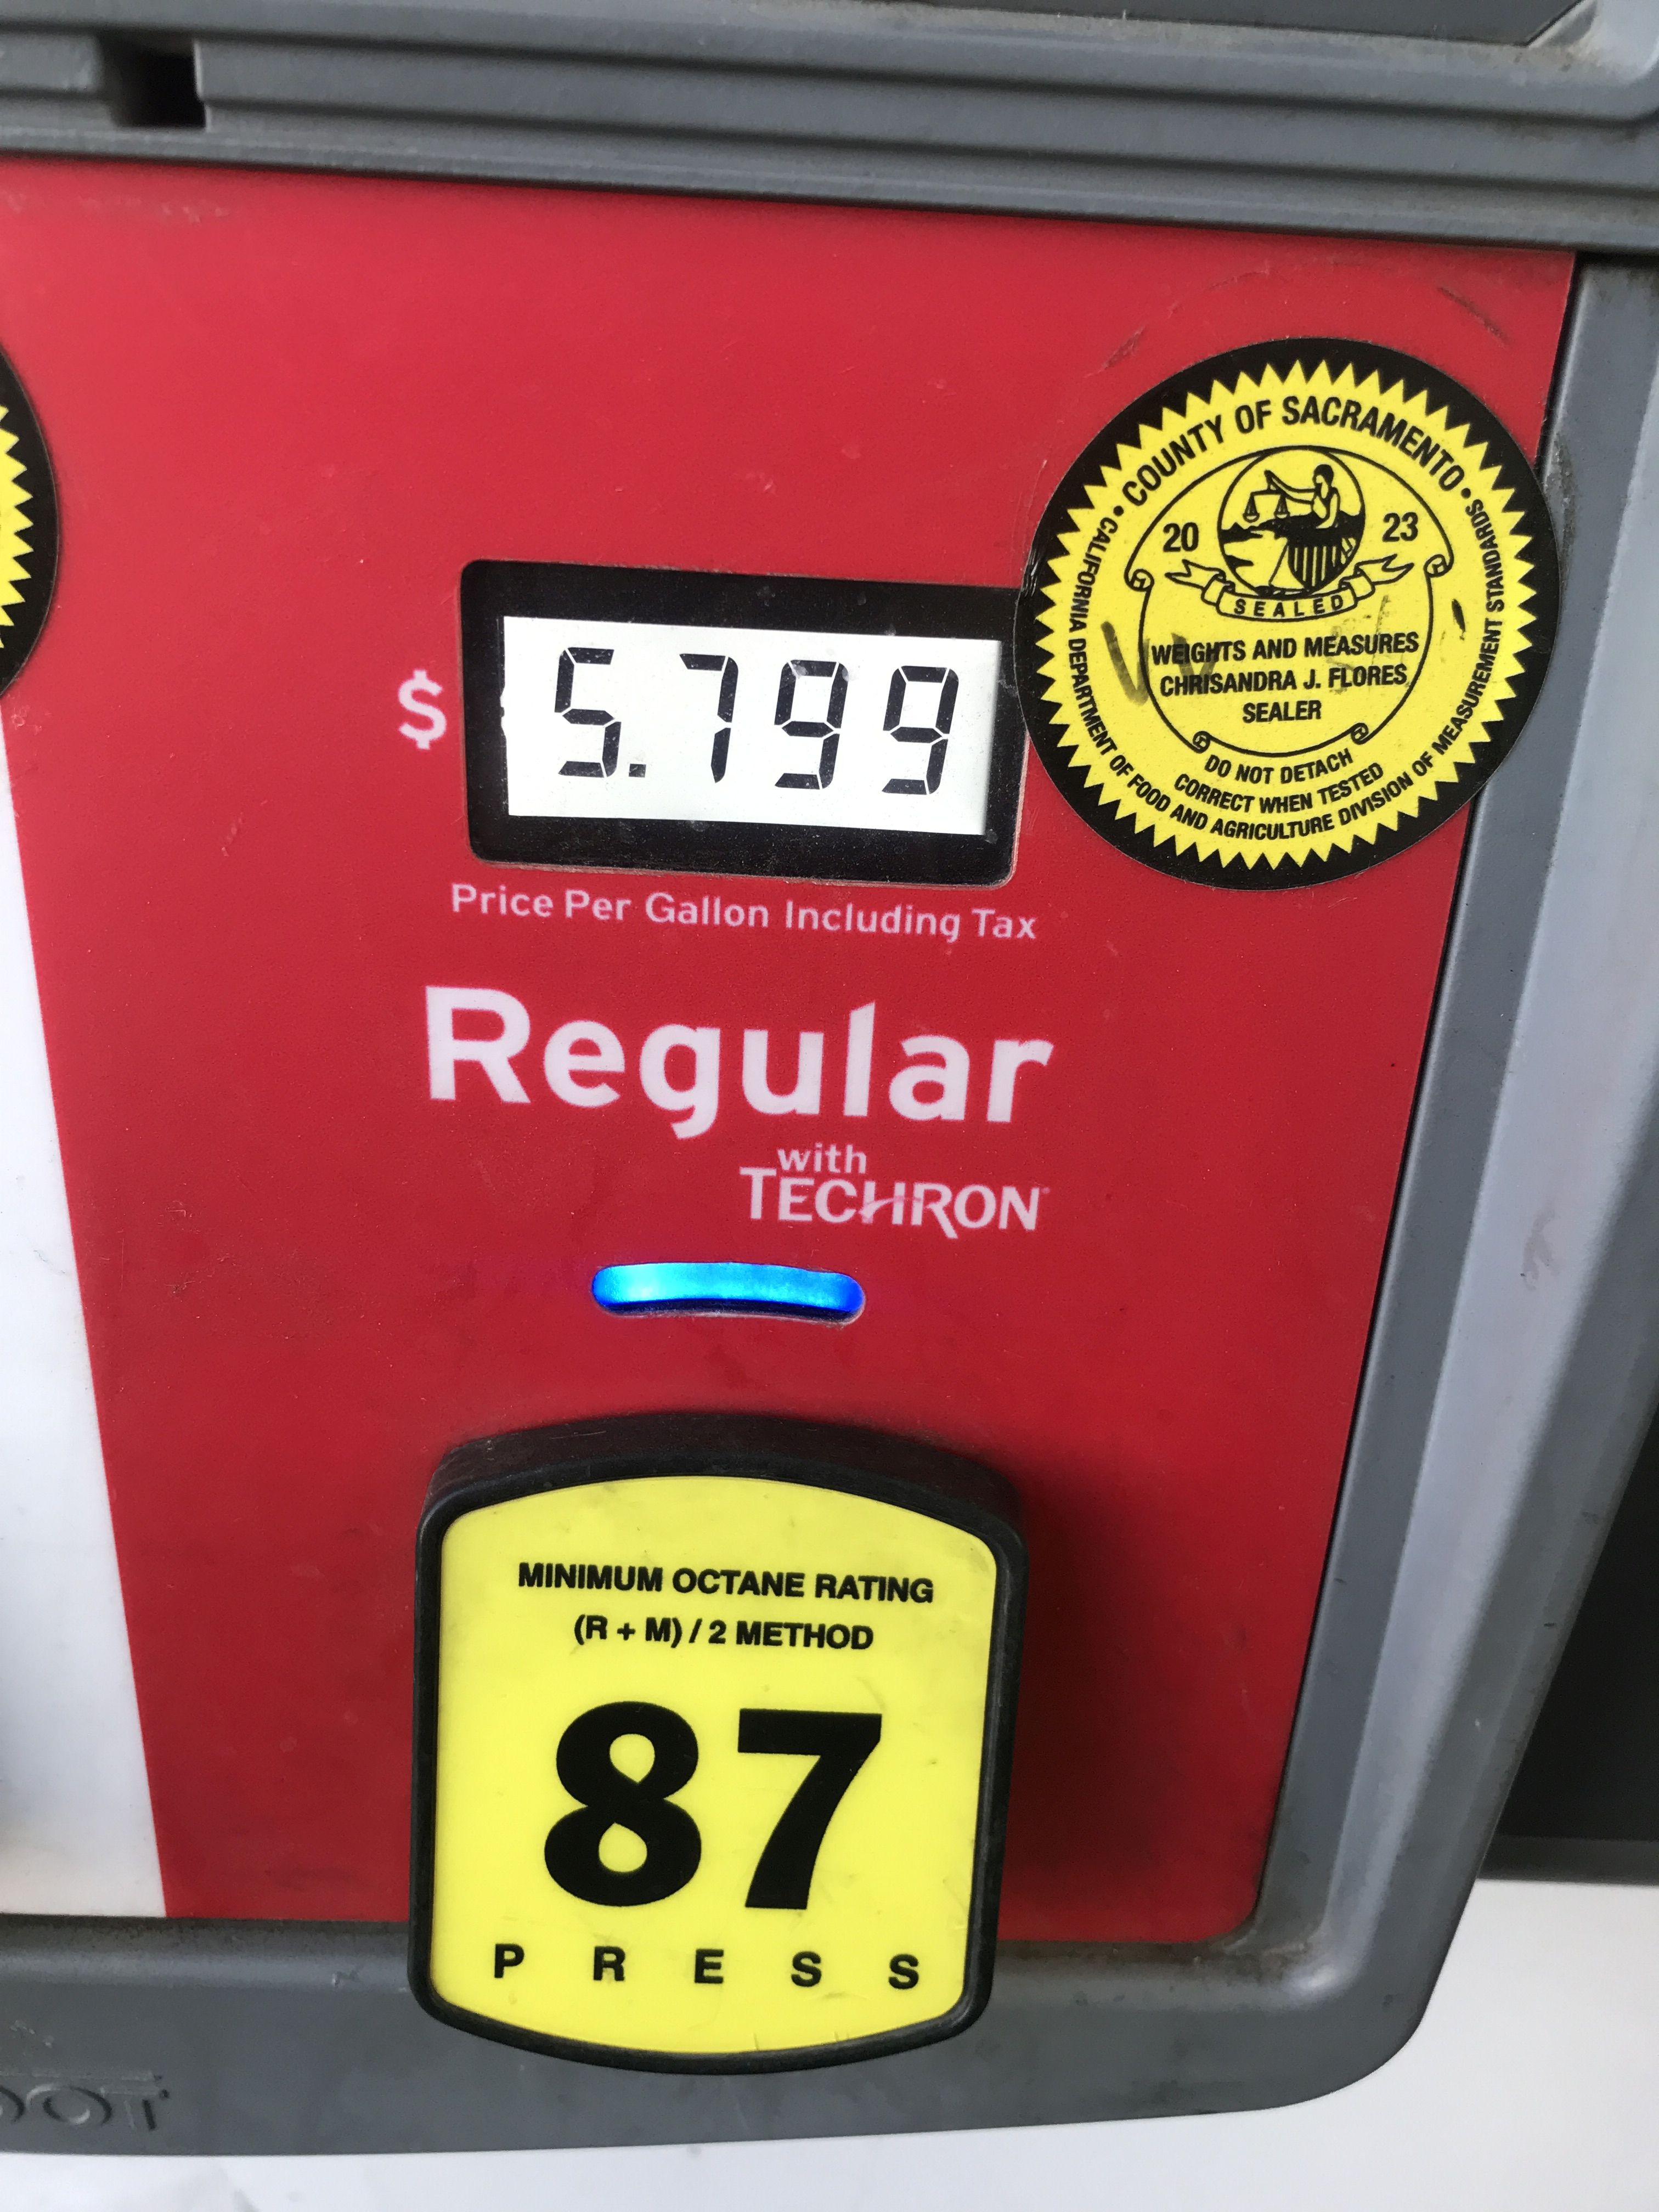 COUNTY OF SACRAMENTO
20 23
SEALED
WEIGHTS AND MEASURES
CHRISANDRA J. FLORES
SEALER
DO NOT DETACH
CORRECT WHEN TESTED
CALIFORNIA DEPARTMENT OF FOOD AND AGRICULTURE DIVISION OF MEASUREMENT STANDARDS
$ 5.799
Price Per Gallon Including Tax
Regular
with
TECHRON
MINIMUM OCTANE RATING
(R + M) / 2 METHOD
87
PRESS